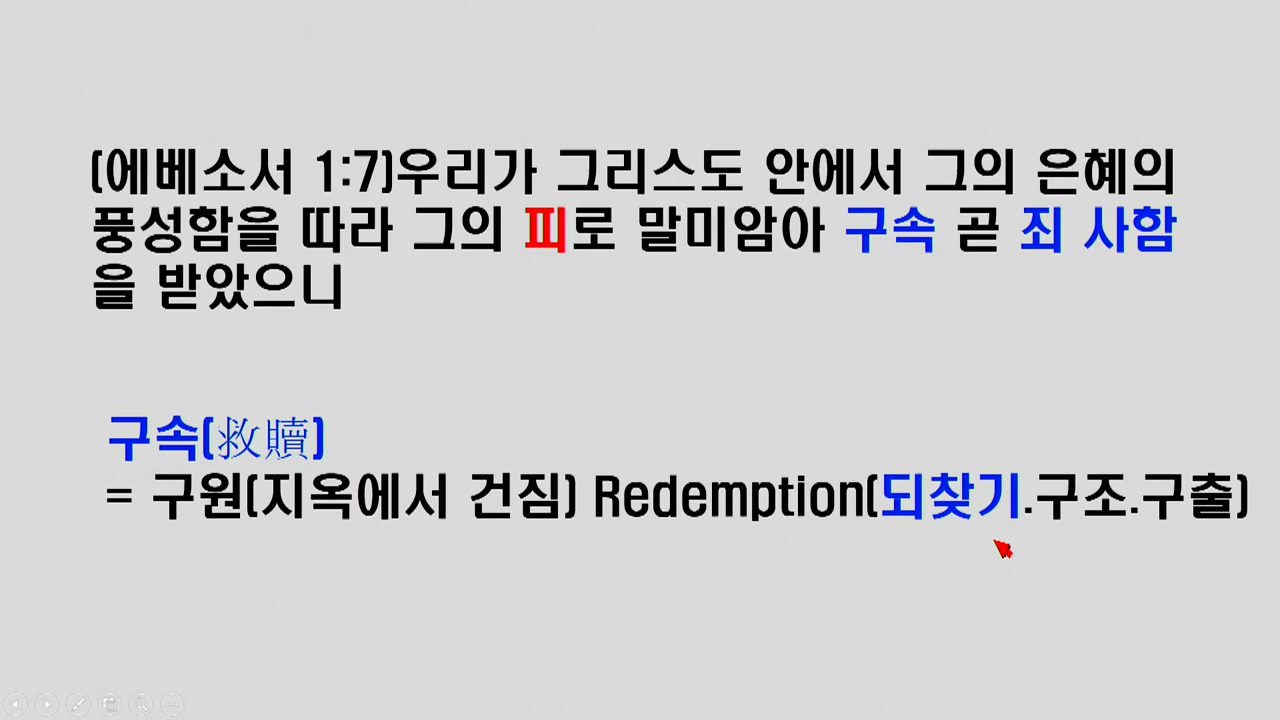 (에베소서 1:7)우리가 그리스도 안에서 그의 은혜의
풍성함을 따라 그의 피로 말미암아 구속 곧 죄 사함
을 받았으니
구속(救贖)
= 구원(지옥에서 건짐) Redemption(되찾기.구조.구출)